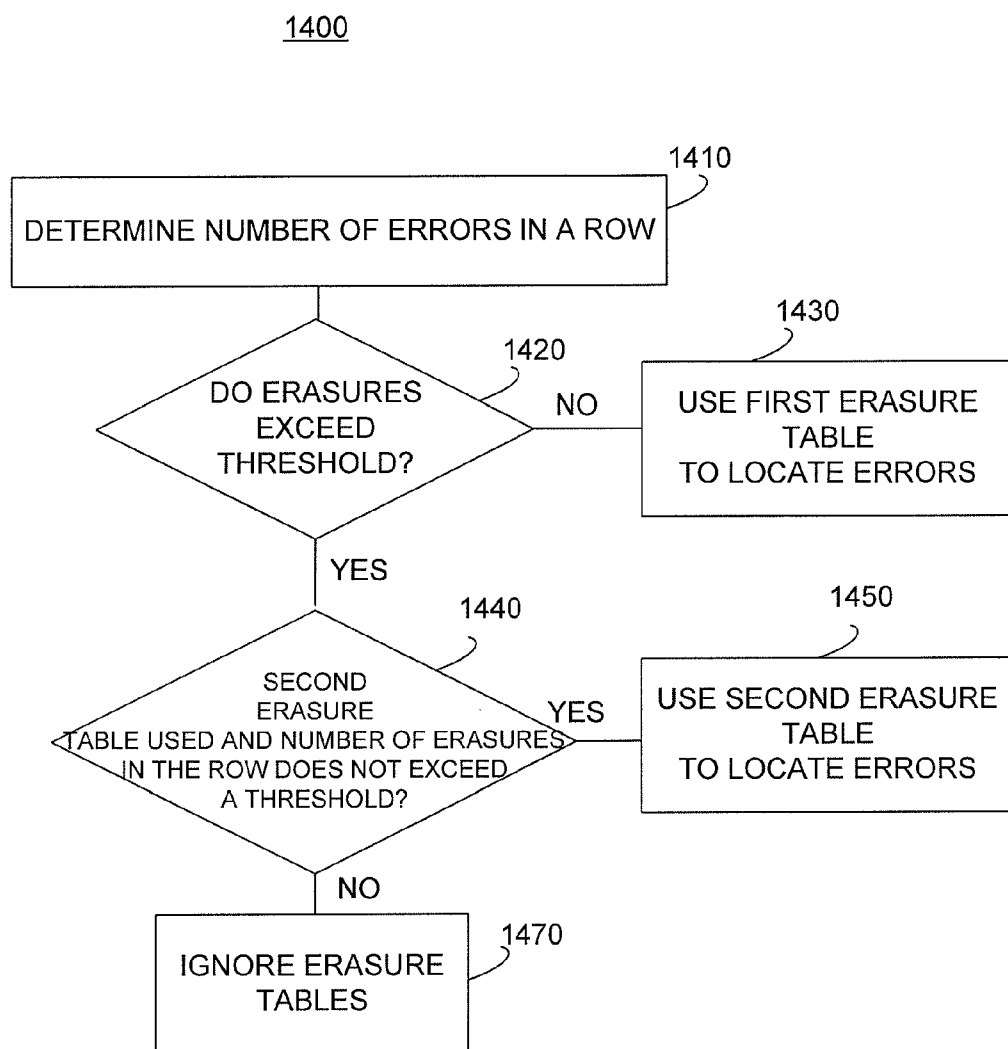 1400
1410
DETERMINE NUMBER OF ERRORS IN A ROW
1420
DO ERASURES
EXCEED
THRESHOLD?
NO
1430
USE FIRST ERASURE
TABLE
TO LOCATE ERRORS
YES
1440
SECOND
ERASURE
TABLE USED AND NUMBER OF ERASURES
IN THE ROW DOES NOT EXCEED
A THRESHOLD?
YES
1450
USE SECOND ERASURE
TABLE
TO LOCATE ERRORS
NO
1470
IGNORE ERASURE
TABLES